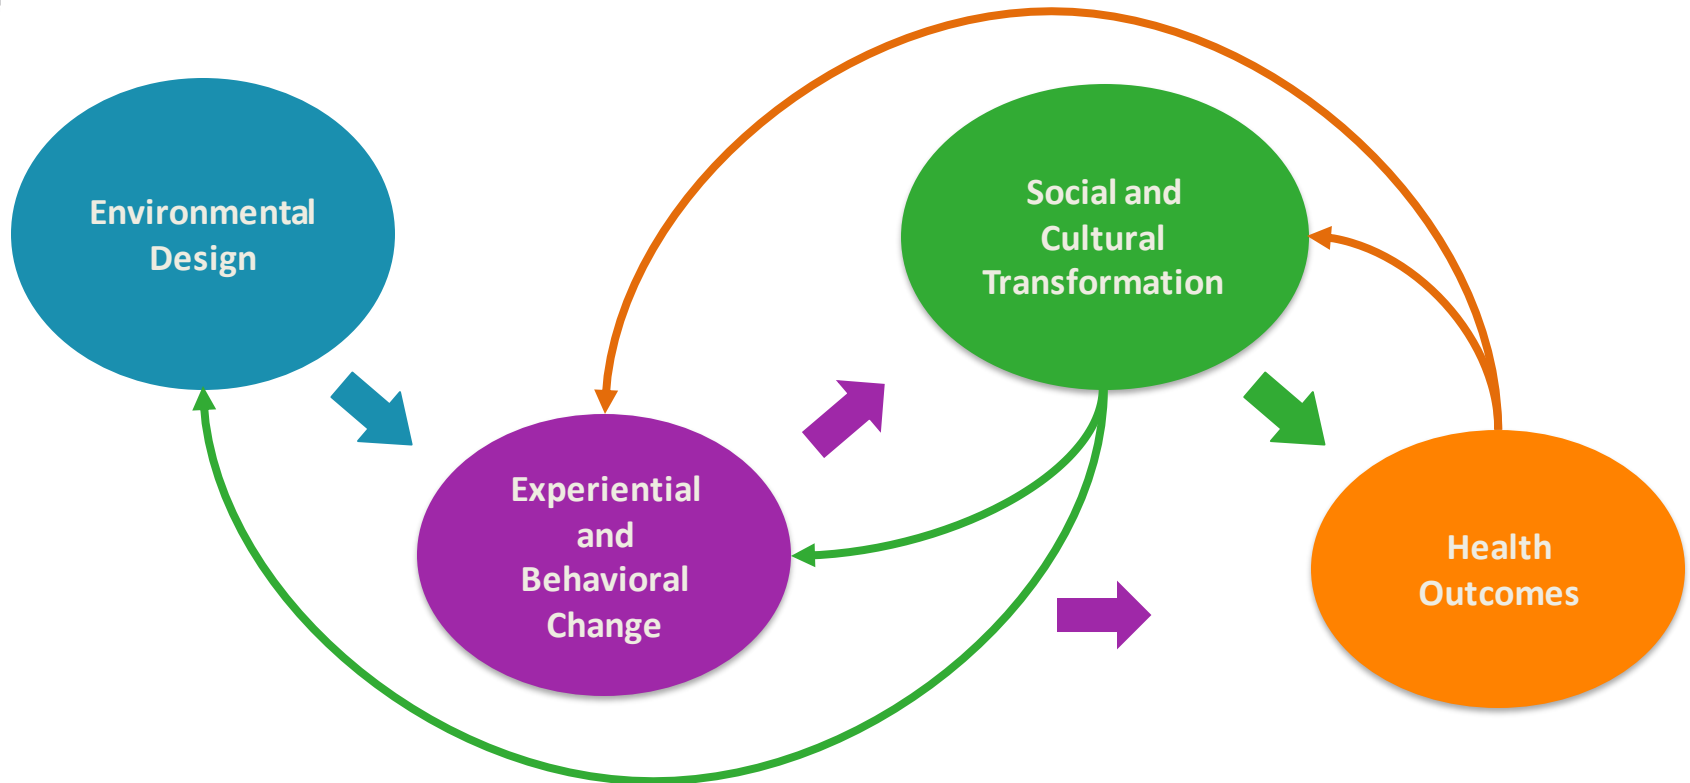 Environmental
Design
Social and
Cultural
Transformation
Experiential
and
Behavioral
Change
Health
Outcomes